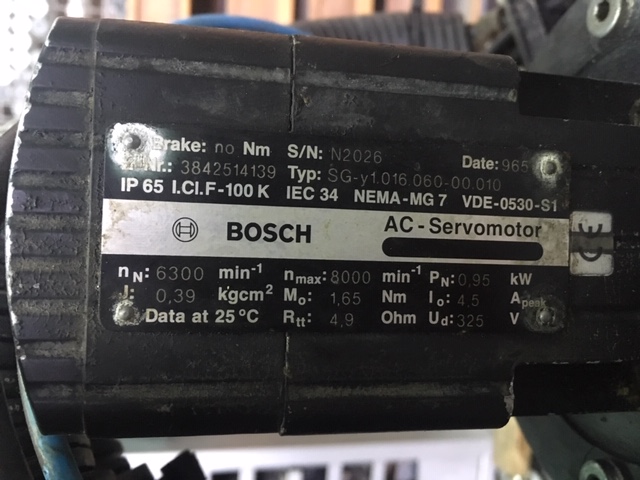 Brake: no Nm S/N: N2026
Nr.: 3842514139 Typ: SG-y1.016.060-00.010 Date: 965
IP 65 I.Cl.F-100 K IEC 34 NEMA-MG 7 VDE-0530-S1
BOSCH AC-Servomotor
CE
nN: 6300 min-1 nmax: 8000 min-1 PN: 0,95 kW
J: 0,39 kgcm2 Mo: 1,65 Nm Io: 4,5 Apeak
Data at 25 °C Rtt: 4,9 Ohm Ud: 325 V